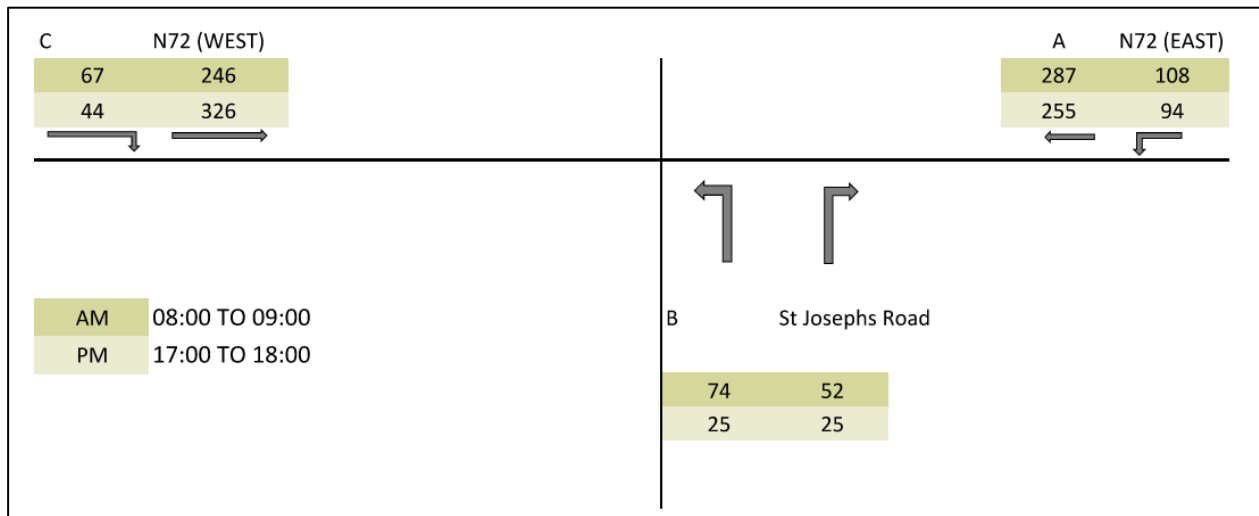 C N72 (WEST)
67 246
44 326
A N72 (EAST)
287 108
255 94
AM 08:00 TO 09:00
PM 17:00 TO 18:00
B St Josephs Road
74 52
25 25